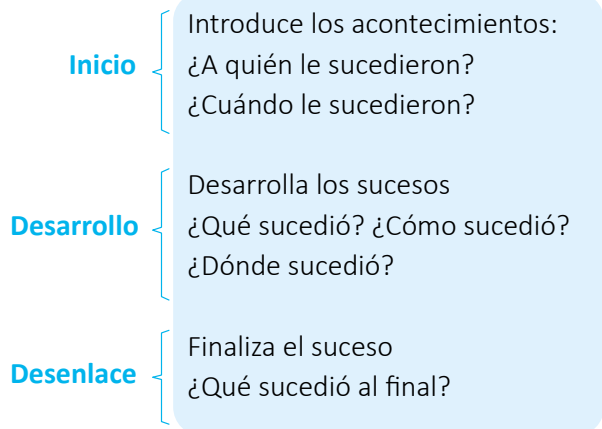 Inicio
Introduce los acontecimientos:
¿A quién le sucedieron?
¿Cuándo le sucedieron?
Desarrollo
Desarrolla los sucesos
¿Qué sucedió? ¿Cómo sucedió?
¿Dónde sucedió?
Desenlace
Finaliza el suceso
¿Qué sucedió al final?